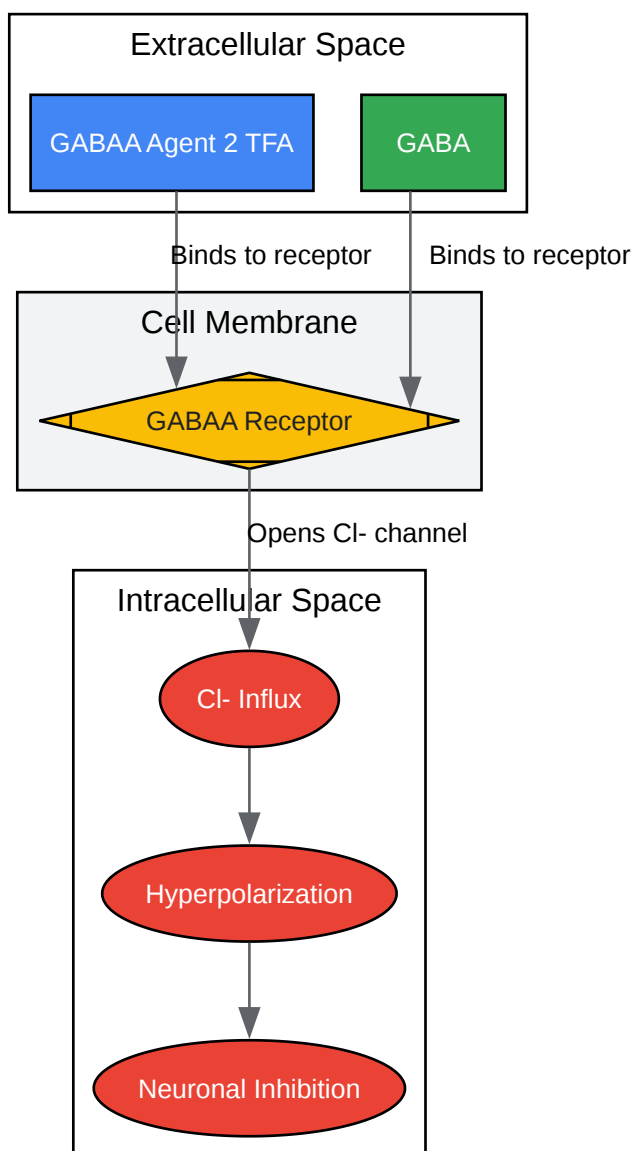 Extracellular Space
GABAA Agent 2 TFA
GABA
Binds to receptor
Binds to receptor
Cell Membrane
GABAA Receptor
Opens Cl- channel
Intracellular Space
Cl- Influx
Hyperpolarization
Neuronal Inhibition